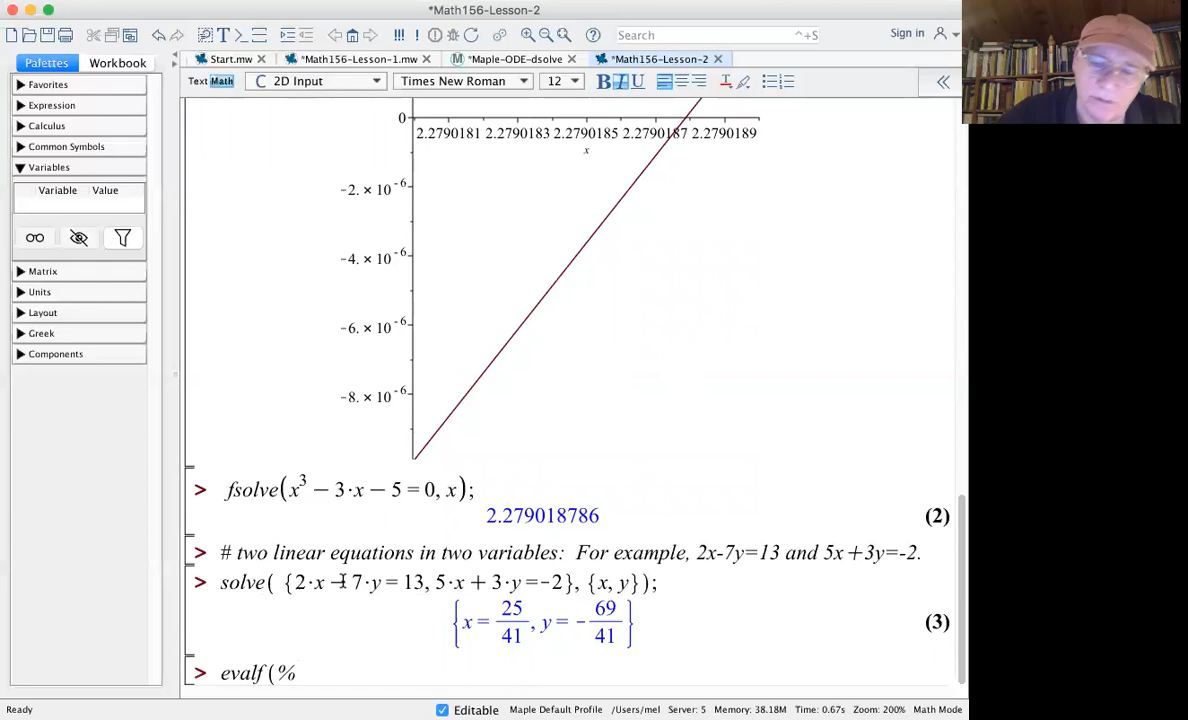 *Math156-Lesson-2
Search ^+S Sign in
Start.mw *Math156-Lesson-1.mw *Maple-ODE-dsolve *Math156-Lesson-2
Palettes Workbook
Text Math C 2D Input Times New Roman 12 B I U
Favorites
Expression
Calculus
Common Symbols
Variables
Variable Value
Matrix
Units
Layout
Greek
Components
0
2.2790181 2.2790183 2.2790185 2.2790187 2.2790189
x
−2. × 10⁻⁶
−4. × 10⁻⁶
−6. × 10⁻⁶
−8. × 10⁻⁶
> fsolve(x³ − 3·x − 5 = 0, x);
2.279018786 (2)
> # two linear equations in two variables: For example, 2x-7y=13 and 5x+3y=-2.
> solve( {2·x − 7·y = 13, 5·x + 3·y =−2}, {x, y});
{x = 25/41, y = − 69/41} (3)
> evalf (%
Ready Editable Maple Default Profile /Users/mel Server: 5 Memory: 38.18M Time: 0.67s Zoom: 200% Math Mode